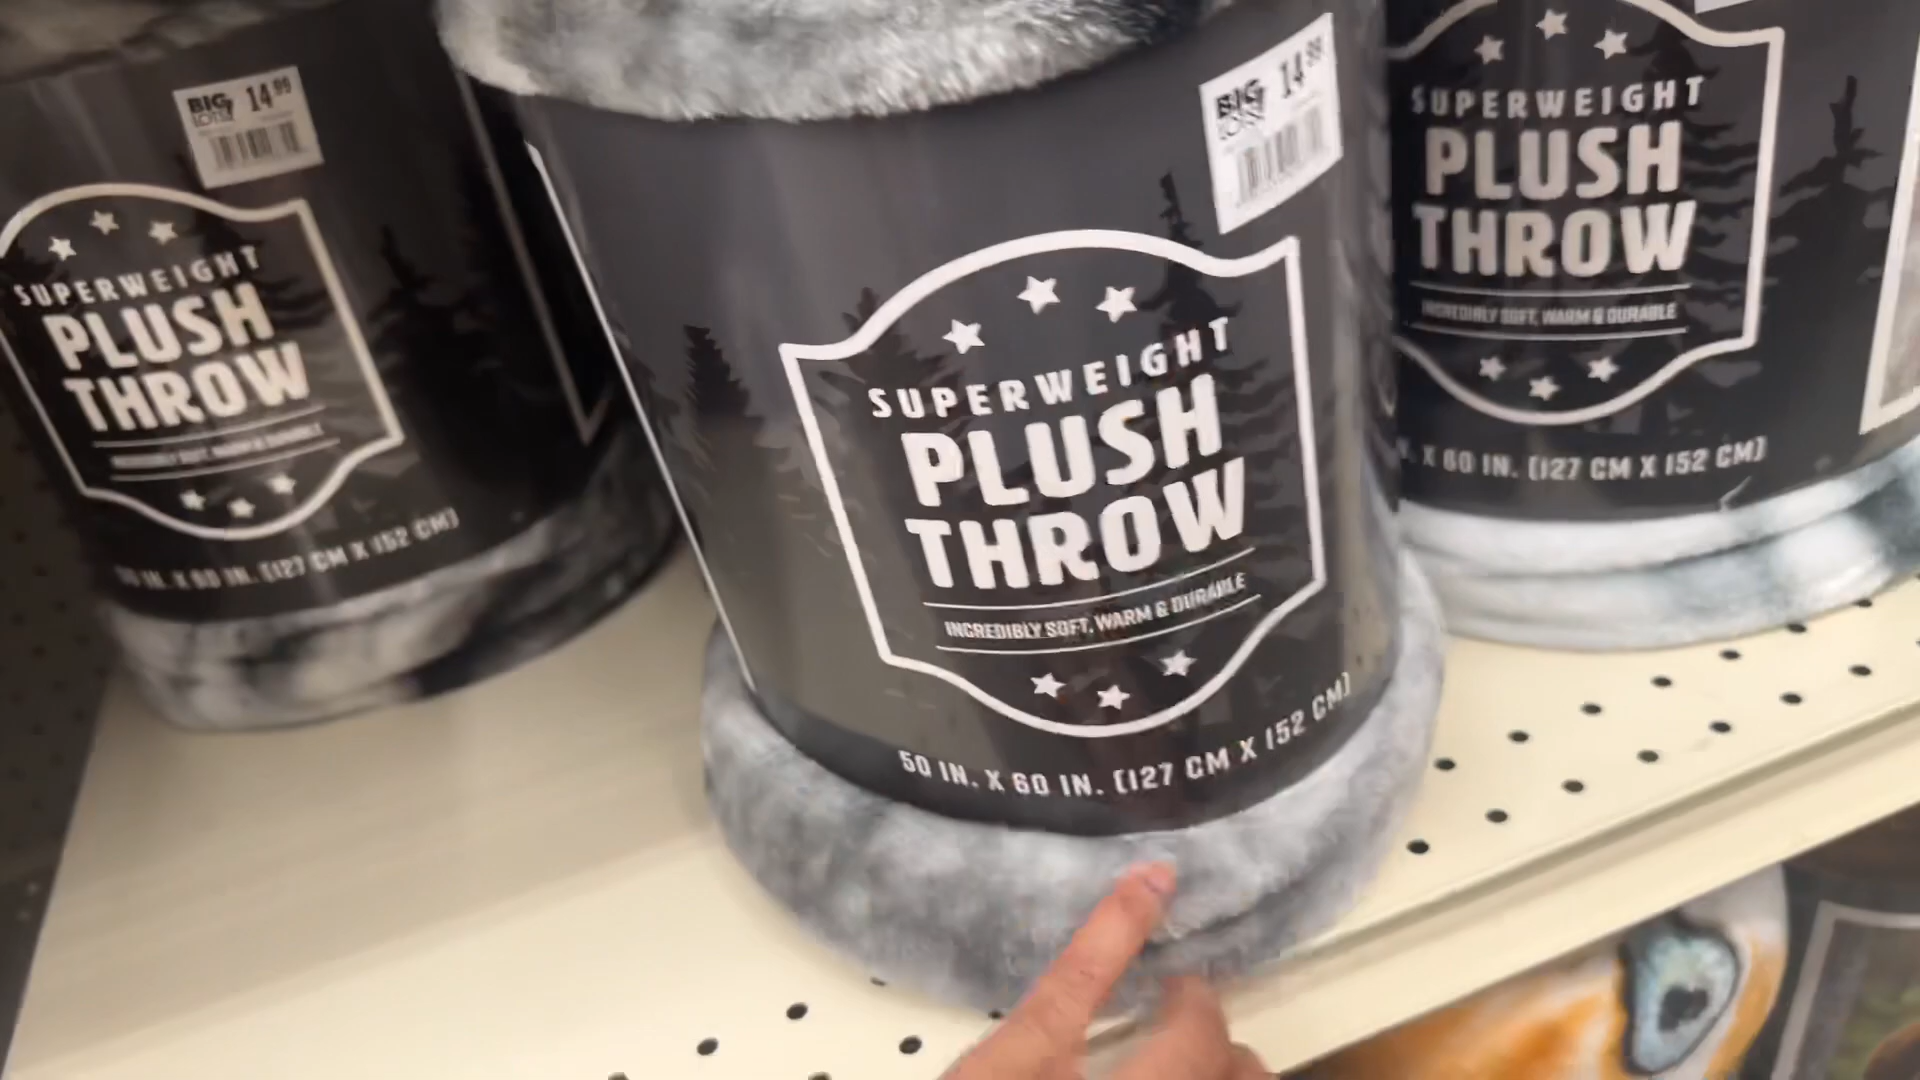 BIG LOTS! 14.99
SUPERWEIGHT
PLUSH
THROW
INCREDIBLY SOFT, WARM & DURABLE
50 IN. X 60 IN. (127 CM X 152 CM)
BIG LOTS! 14.99
SUPERWEIGHT
PLUSH
THROW
INCREDIBLY SOFT, WARM & DURABLE
50 IN. X 60 IN. (127 CM X 152 CM)
SUPERWEIGHT
PLUSH
THROW
INCREDIBLY SOFT, WARM & DURABLE
. X 60 IN. (127 CM X 152 CM)